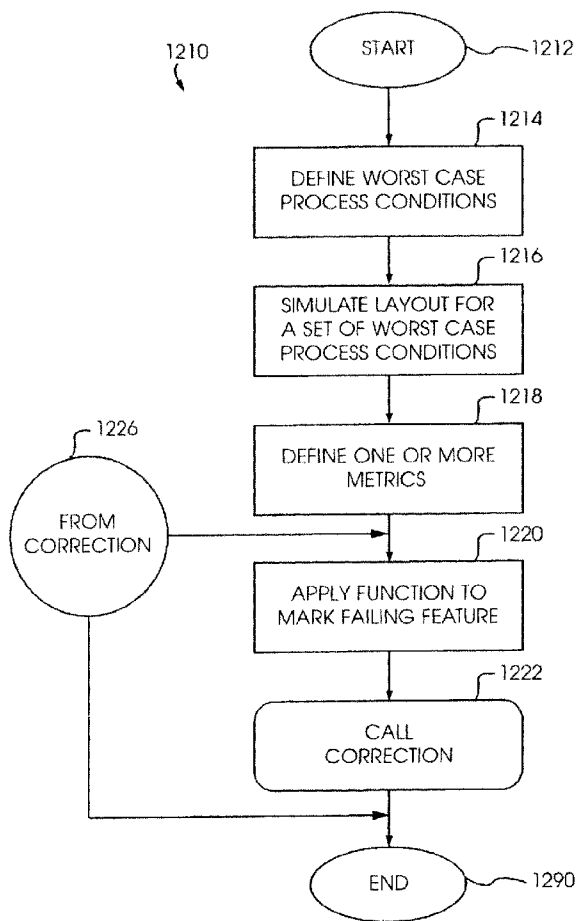 1210
START
1212
1214
DEFINE WORST CASE
PROCESS CONDITIONS
1216
SIMULATE LAYOUT FOR
A SET OF WORST CASE
PROCESS CONDITIONS
1218
DEFINE ONE OR MORE
METRICS
1226
FROM
CORRECTION
1220
APPLY FUNCTION TO
MARK FAILING FEATURE
1222
CALL
CORRECTION
END
1290